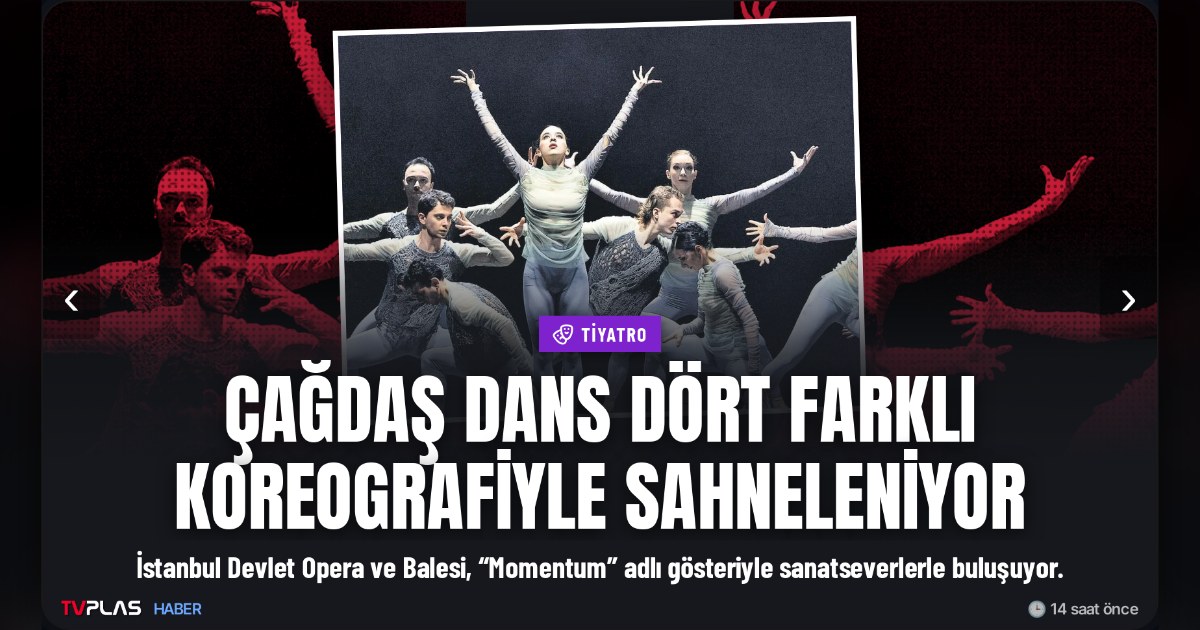 TİYATRO
ÇAĞDAŞ DANS DÖRT FARKLI
KOREOGRAFİYLE SAHNELENİYOR
İstanbul Devlet Opera ve Balesi, “Momentum” adlı gösteriyle sanatseverlerle buluşuyor.
TVPLAS HABER
14 saat önce